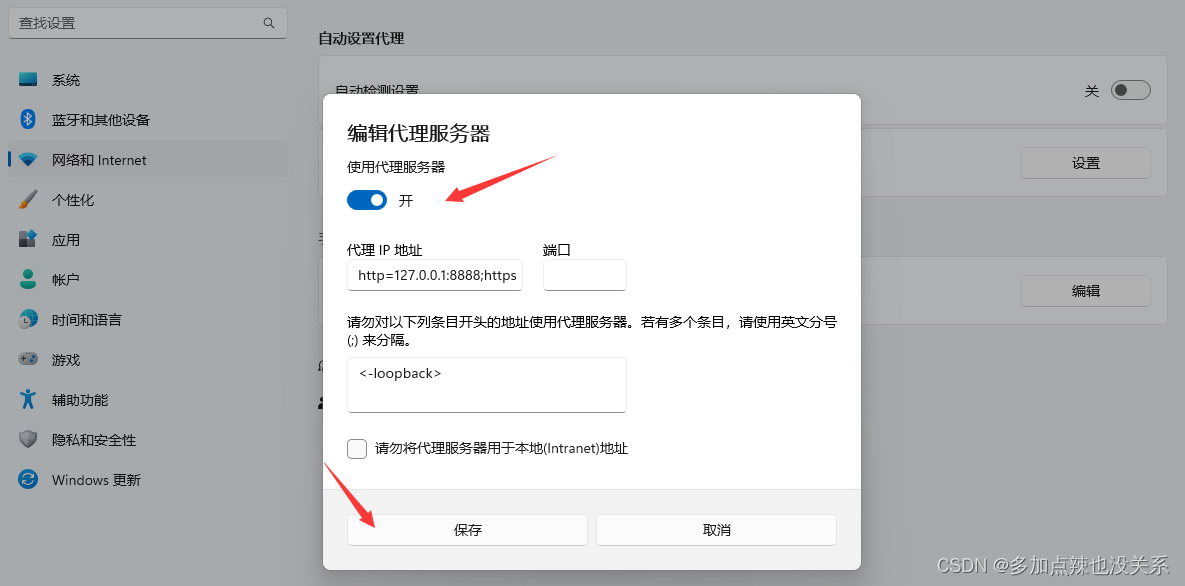 查找设置
系统
蓝牙和其他设备
网络和 Internet
个性化
应用
帐户
时间和语言
游戏
辅助功能
隐私和安全性
Windows 更新
自动设置代理
自动检测设置
关
设置
编辑
编辑代理服务器
使用代理服务器
开
代理 IP 地址
端口
http=127.0.0.1:8888;https
请勿对以下列条目开头的地址使用代理服务器。若有多个条目，请使用英文分号
(;) 来分隔。
<-loopback>
请勿将代理服务器用于本地(Intranet)地址
保存
取消
CSDN @多加点辣也没关系